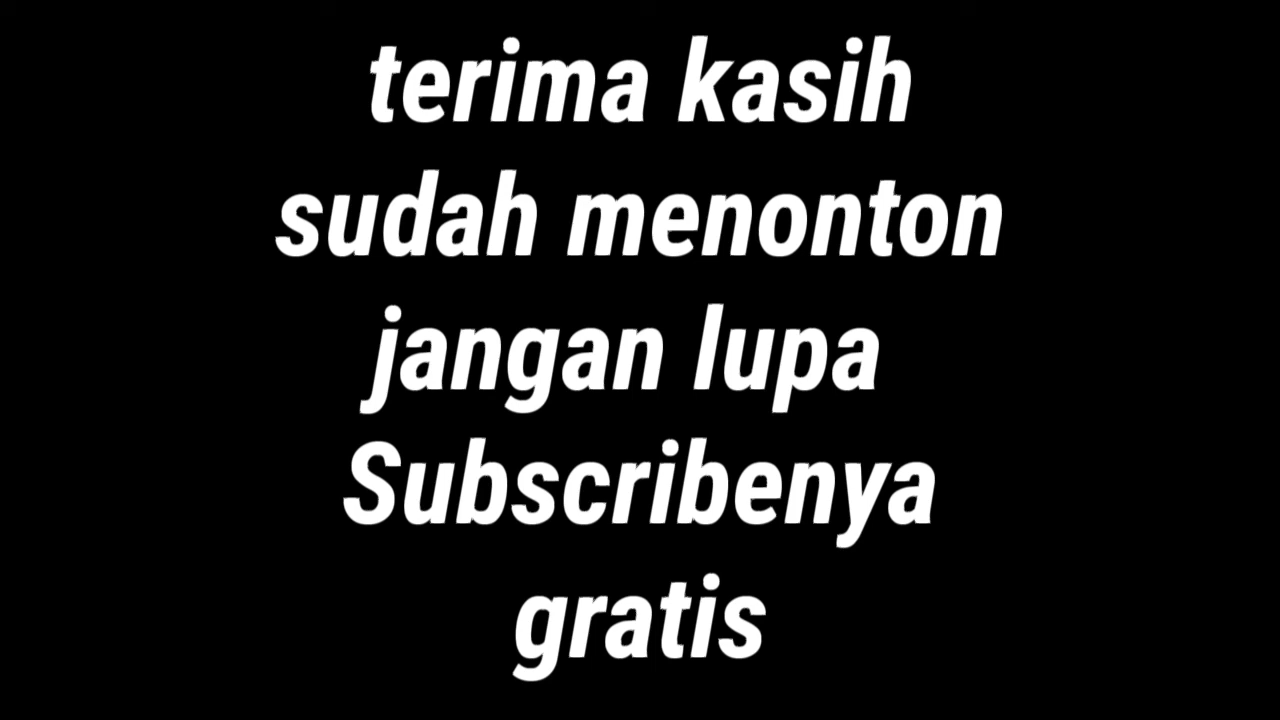 terima kasih
sudah menonton
jangan lupa
Subscribenya
gratis